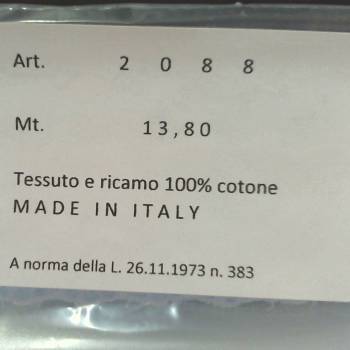 Art. 2 0 8 8
Mt. 13,80
Tessuto e ricamo 100% cotone
MADE IN ITALY
A norma della L. 26.11.1973 n. 383